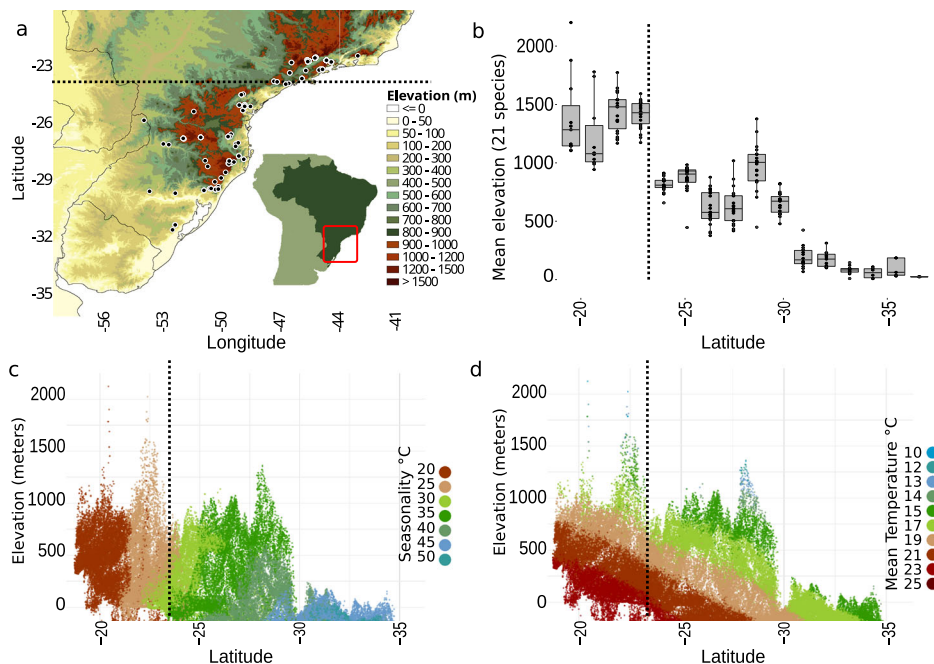 a
Latitude
-23
-26
-29
-32
-35
-56
-53
-50
-47
-44
-41
Longitude
Elevation (m)
<= 0
0 - 50
50 - 100
100 - 200
200 - 300
300 - 400
400 - 500
500 - 600
600 - 700
700 - 800
800 - 900
900 - 1000
1000 - 1200
1200 - 1500
> 1500
b
Mean elevation (21 species)
2000
1500
1000
500
0
-20
-25
-30
-35
Latitude
c
Elevation (meters)
2000
1500
1000
500
0
-20
-25
-30
-35
Latitude
Seasonality °C
20
25
30
35
40
45
50
d
Elevation (meters)
2000
1500
1000
500
0
-20
-25
-30
-35
Latitude
Mean Temperature °C
10
12
13
14
15
17
19
21
23
25